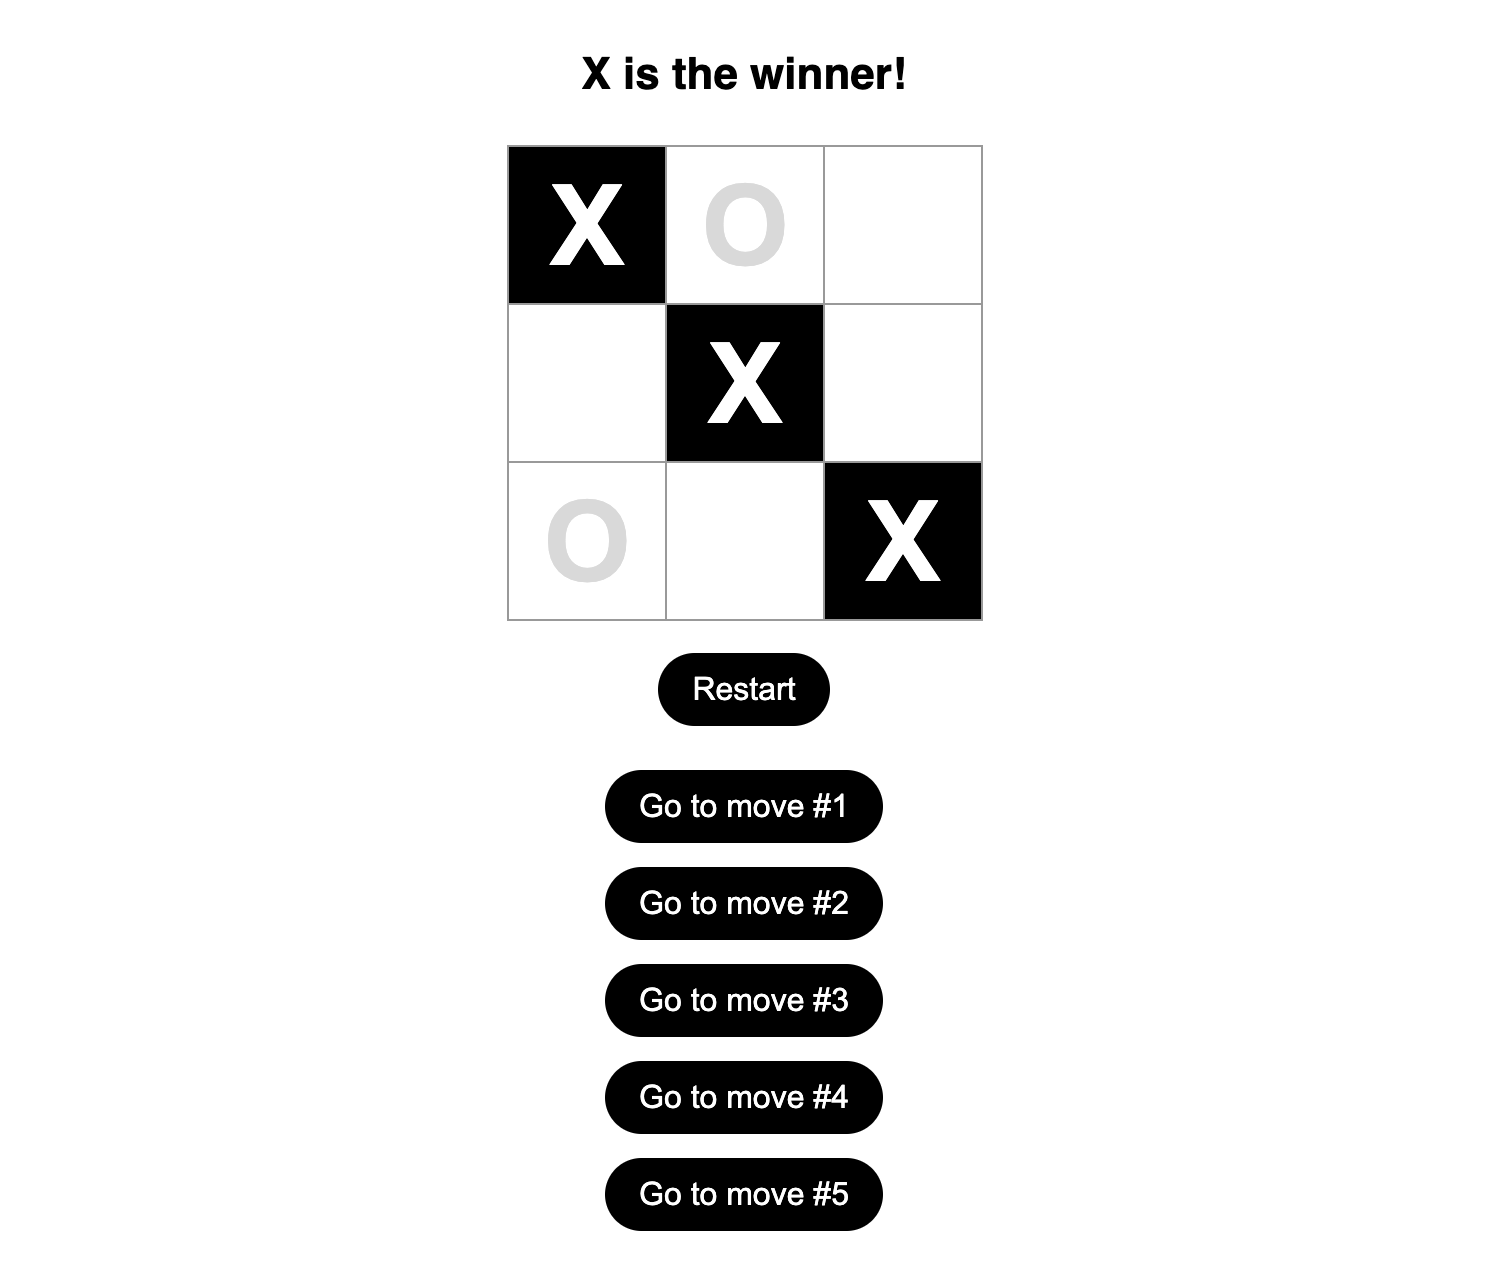 X is the winner!
X O
X
O X
Restart
Go to move #1
Go to move #2
Go to move #3
Go to move #4
Go to move #5